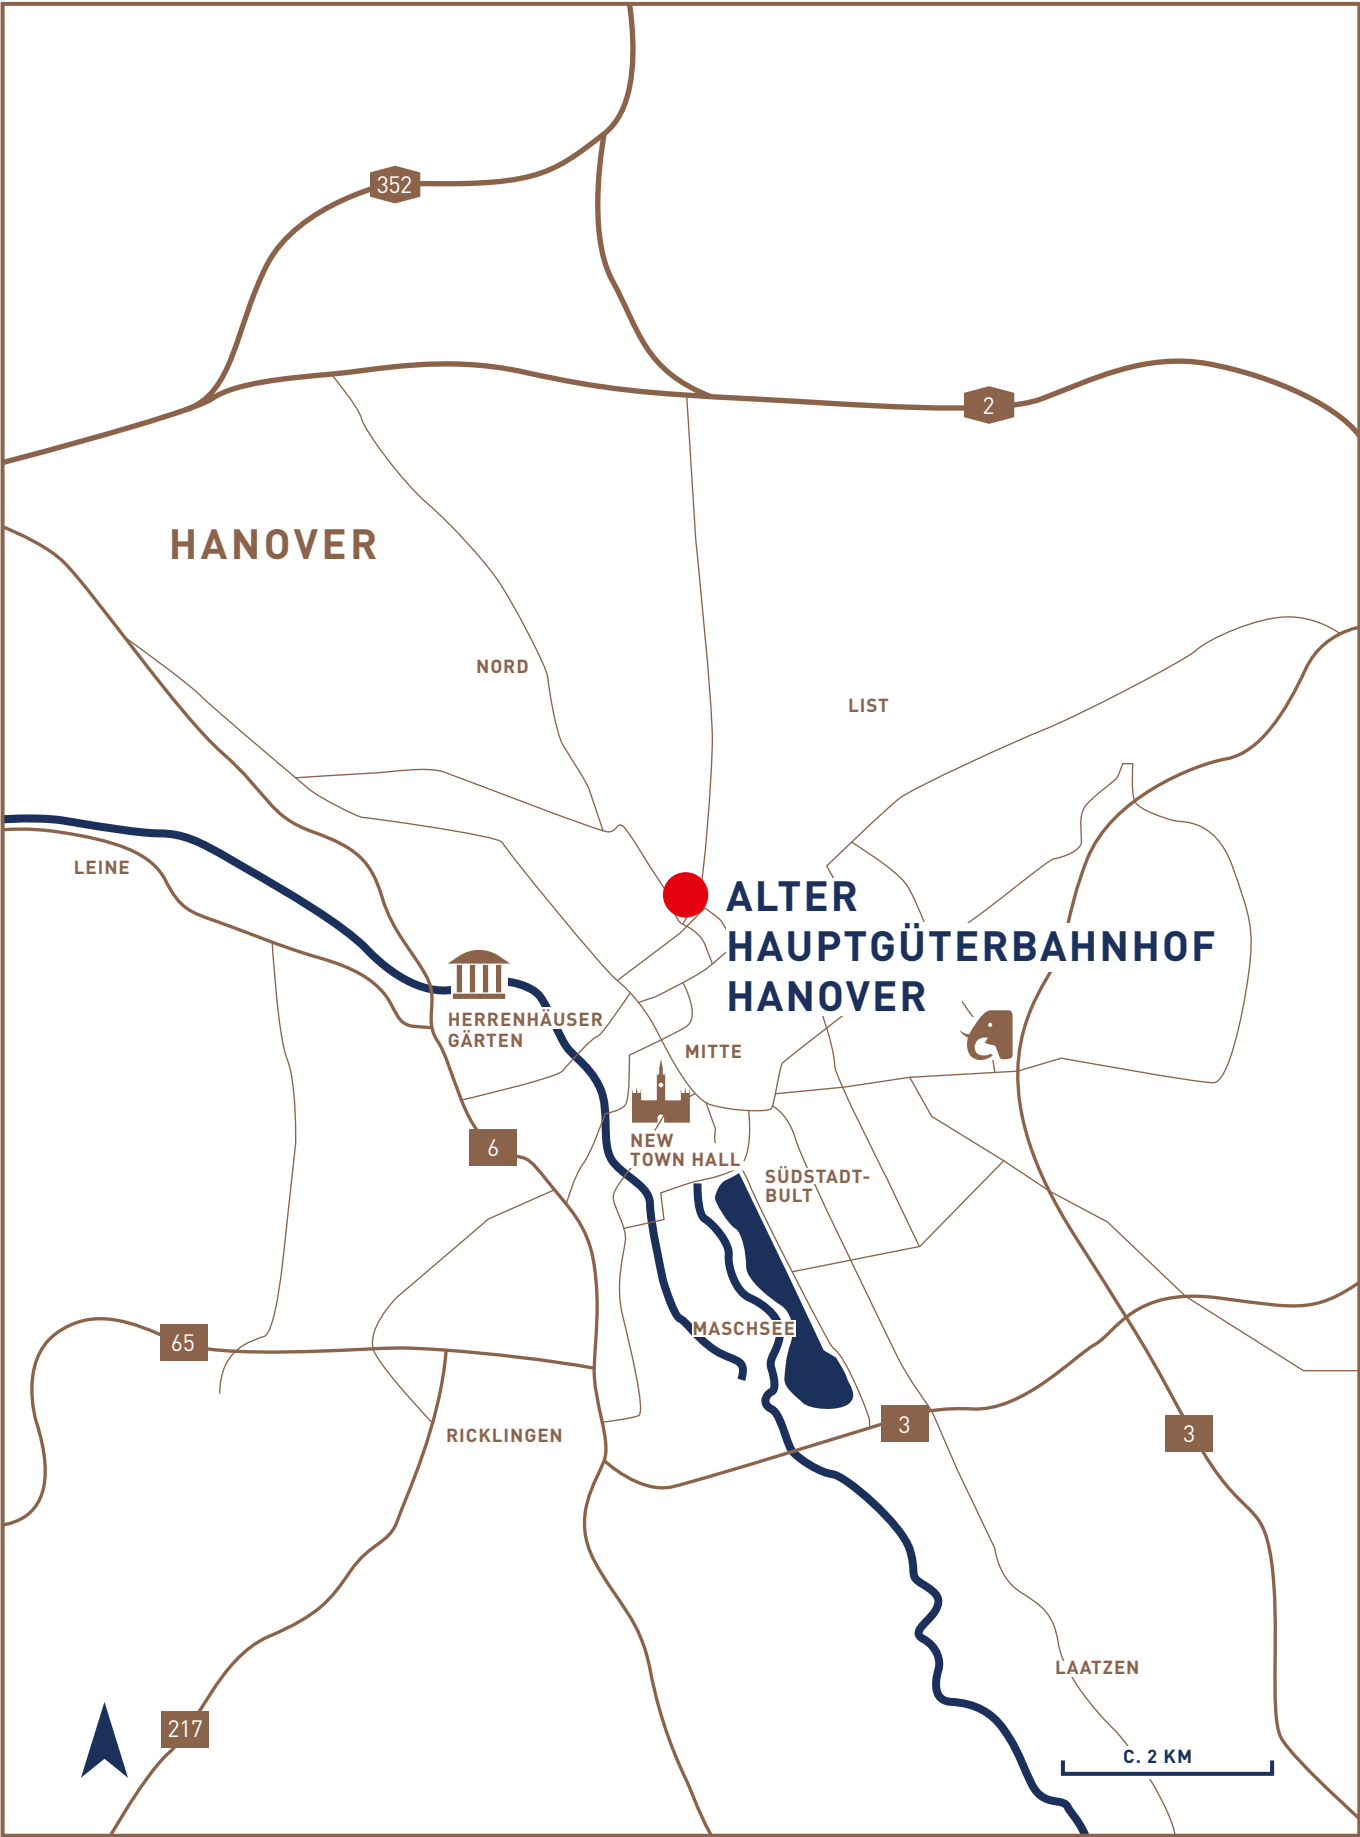 352
2
HANOVER
NORD
LIST
LEINE
ALTER
HAUPTGÜTERBAHNHOF
HANOVER
HERRENHÄUSER
GÄRTEN
MITTE
6
NEW
TOWN HALL
SÜDSTADT-
BULT
MASCHSEE
65
3
3
RICKLINGEN
LAATZEN
217
C. 2 KM